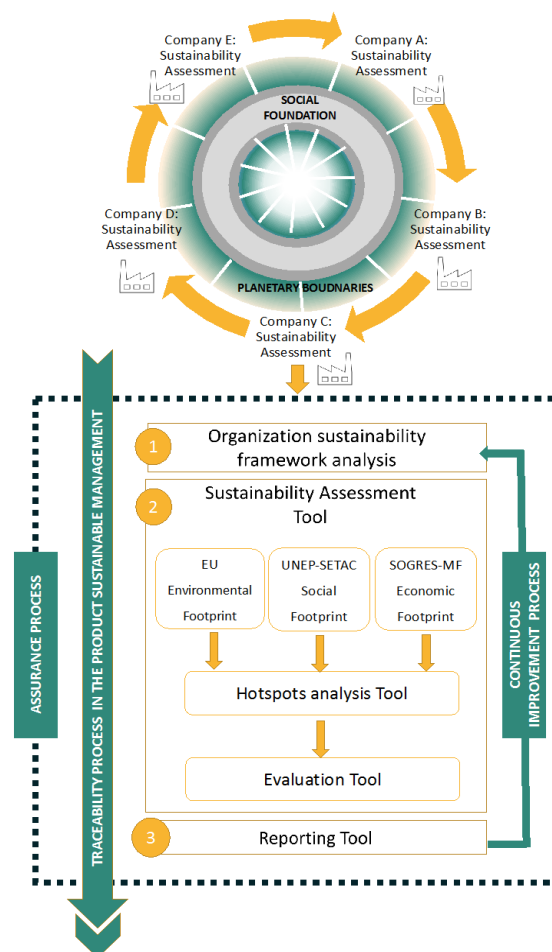 Company E:
Sustainability
Assessment
Company A:
Sustainability
Assessment
SOCIAL
FOUNDATION
Company D:
Sustainability
Assessment
Company B:
Sustainability
Assessment
PLANETARY BOUDNARIES
Company C:
Sustainability
Assessment
TRACEABILITY PROCESS IN THE PRODUCT SUSTAINABLE MANAGEMENT
ASSURANCE PROCESS
1
Organization sustainability
framework analysis
2
Sustainability Assessment
Tool
EU
Environmental
Footprint
UNEP-SETAC
Social
Footprint
SOGRES-MF
Economic
Footprint
Hotspots analysis Tool
Evaluation Tool
3
Reporting Tool
CONTINUOUS
IMPROVEMENT PROCESS